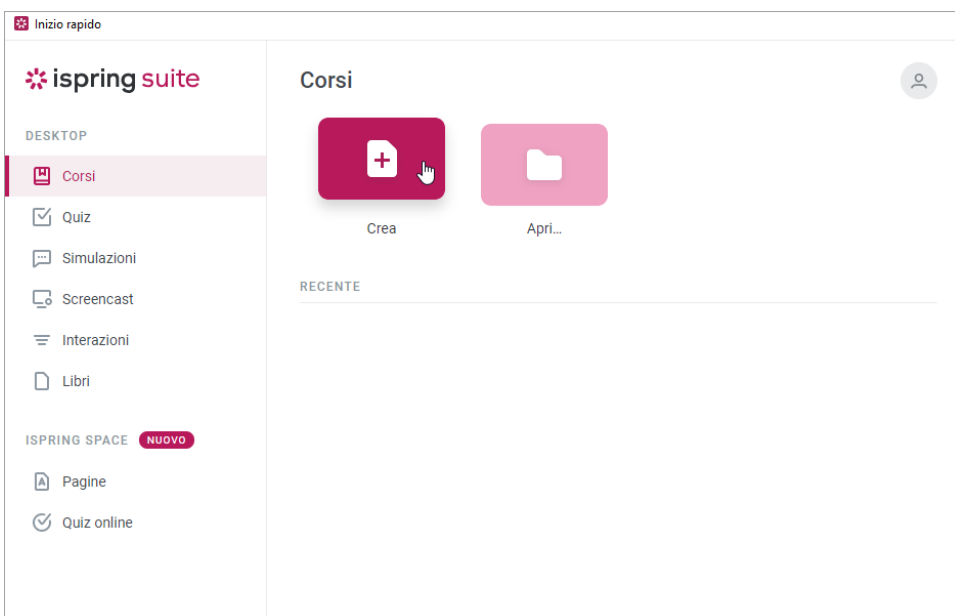 Inizio rapido
ispring suite
DESKTOP
Corsi
Quiz
Simulazioni
Screencast
Interazioni
Libri
ISPRING SPACE NUOVO
Pagine
Quiz online
Corsi
Crea
Apri...
RECENTE